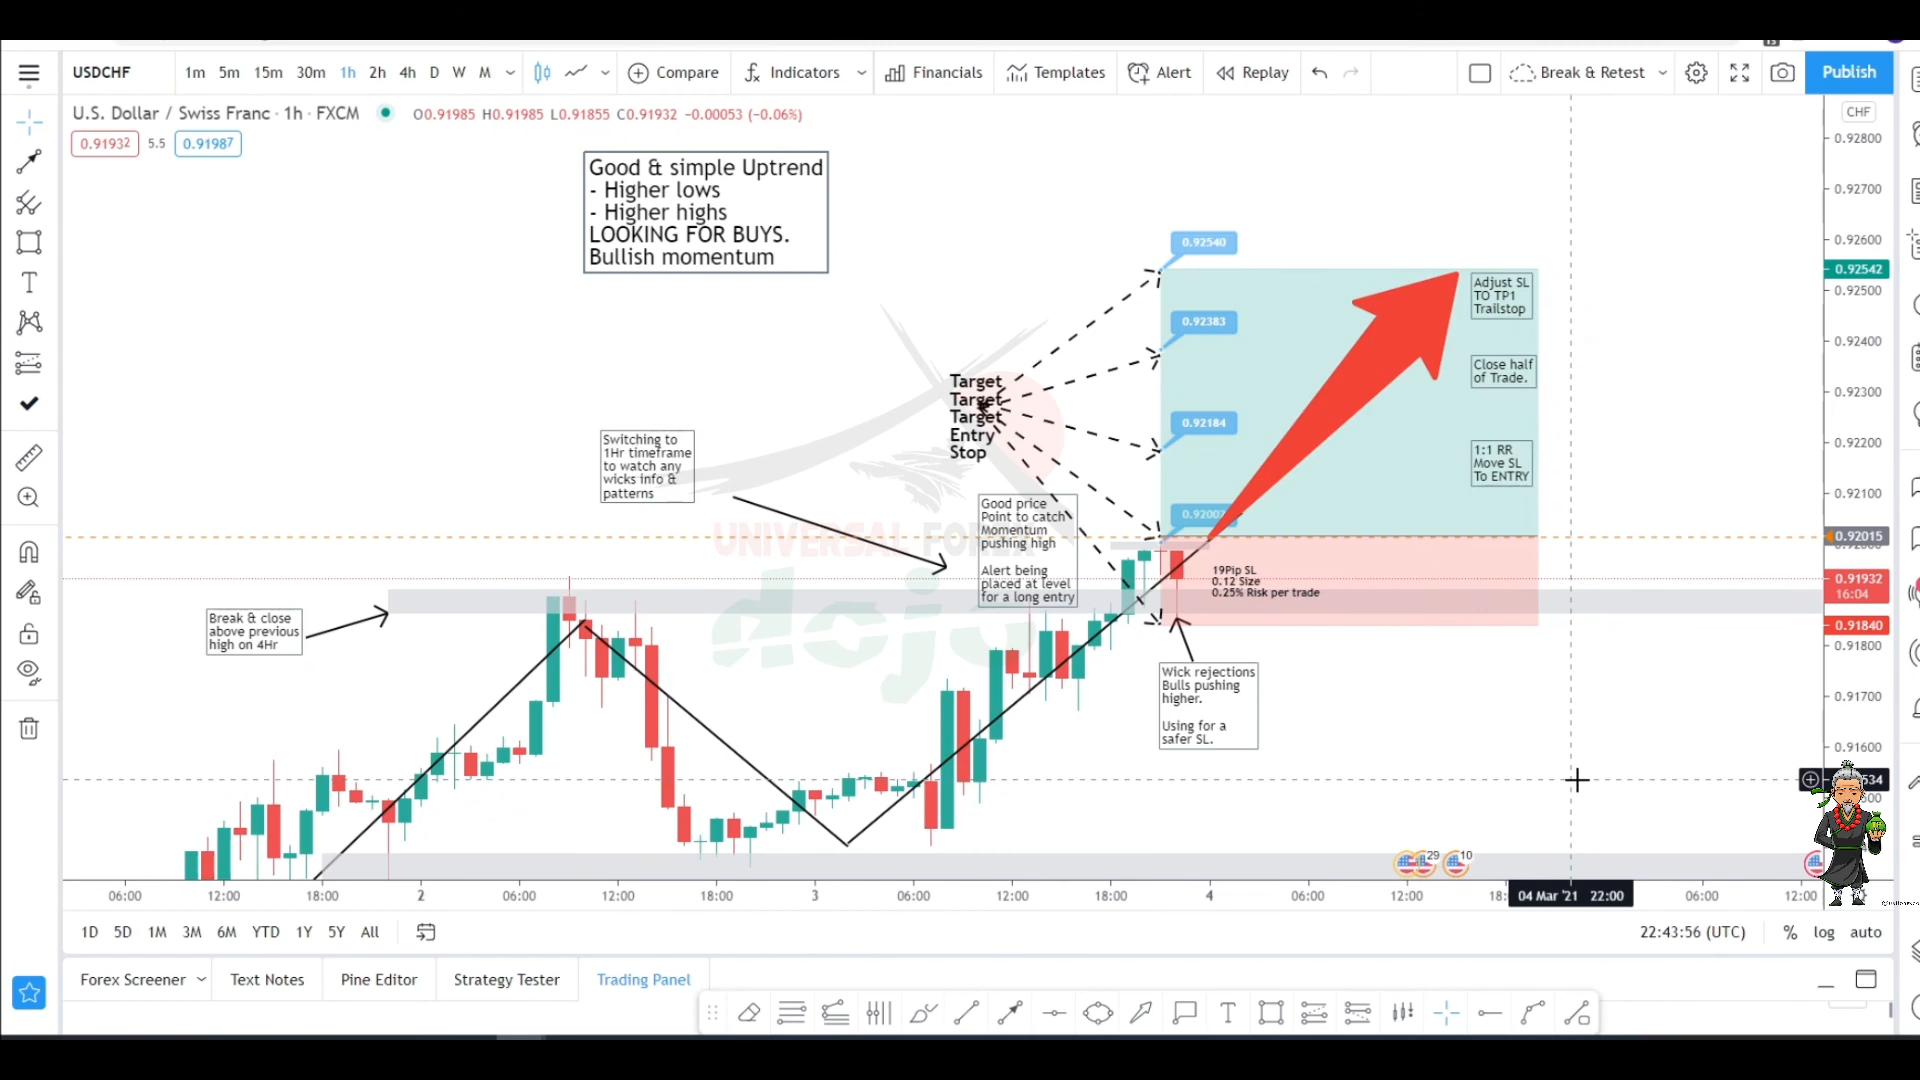 USDCHF
1m 5m 15m 30m 1h 2h 4h D W M
Compare
Indicators
Financials
Templates
Alert
Replay
Break & Retest
Publish
U.S. Dollar / Swiss Franc · 1h · FXCM
O0.91985 H0.91985 L0.91855 C0.91932 −0.00053 (−0.06%)
0.91932 5.5 0.91987
CHF
Good & simple Uptrend
- Higher lows
- Higher highs
LOOKING FOR BUYS.
Bullish momentum
0.92800
0.92700
0.92600
0.92542
0.92500
0.92400
0.92300
0.92200
0.92100
0.92015
0.91932
16:04
0.91840
0.91800
0.91700
0.91600
0.92540
0.92383
0.92184
Adjust SL
TO TP1
Trailstop
Close half
of Trade.
1:1 RR
Move SL
To ENTRY
Target
Target
Target
Entry
Stop
Switching to
1Hr timeframe
to watch any
wicks info &
patterns
Good price
Point to catch
Momentum
pushing high
Alert being
placed at level
for a long entry
UNIVERSAL
dojo
19Pip SL
0.12 Size
0.25% Risk per trade
Break & close
above previous
high on 4Hr
Wick rejections
Bulls pushing
higher.
Using for a
safer SL.
29
10
06:00 12:00 18:00 2 06:00 12:00 18:00 3 06:00 12:00 18:00 4 06:00 12:00 18: 04 Mar '21 22:00 06:00 12:00
1D 5D 1M 3M 6M YTD 1Y 5Y All
22:43:56 (UTC)
% log auto
Forex Screener
Text Notes
Pine Editor
Strategy Tester
Trading Panel